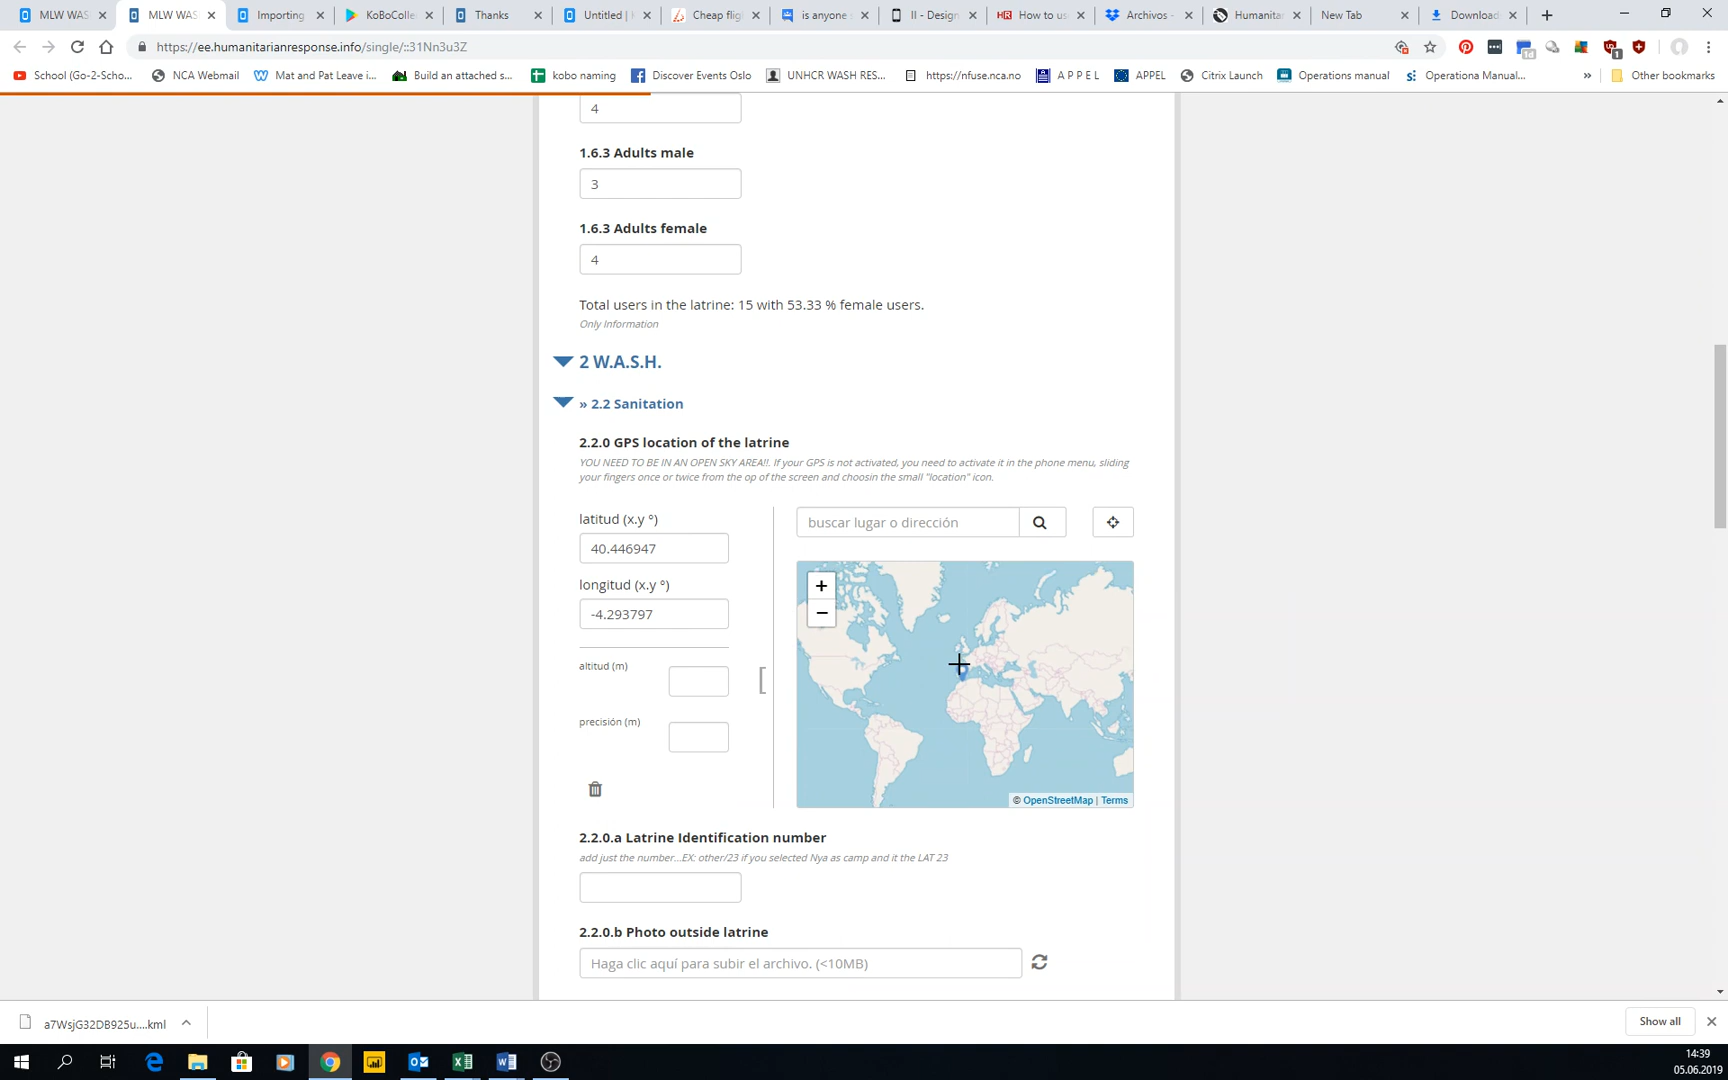 MLW WAS
MLW WAS
Importing
KoBoColle
Thanks
Untitled |
Cheap flig
is anyone
II - Design
How to us
Archivos -
Humanita
New Tab
Download
https://ee.humanitarianresponse.info/single/::31Nn3u3Z
School (Go-2-Scho...
NCA Webmail
Mat and Pat Leave i...
Build an attached s...
kobo naming
Discover Events Oslo
UNHCR WASH RES...
https://nfuse.nca.no
A P P E L
APPEL
Citrix Launch
Operations manual
Operationa Manual...
»
Other bookmarks
4
1.6.3 Adults male
3
1.6.3 Adults female
4
Total users in the latrine: 15 with 53.33 % female users.
Only Information
2 W.A.S.H.
» 2.2 Sanitation
2.2.0 GPS location of the latrine
YOU NEED TO BE IN AN OPEN SKY AREA!!. If your GPS is not activated, you need to activate it in the phone menu, sliding
your fingers once or twice from the op of the screen and choosin the small "location" icon.
latitud (x.y °)
40.446947
longitud (x.y °)
-4.293797
altitud (m)
precisión (m)
buscar lugar o dirección
+
−
© OpenStreetMap | Terms
2.2.0.a Latrine Identification number
add just the number...EX: other/23 if you selected Nya as camp and it the LAT 23
2.2.0.b Photo outside latrine
Haga clic aquí para subir el archivo. (<10MB)
a7WsjG32DB925u....kml
Show all
14:39
05.06.2019